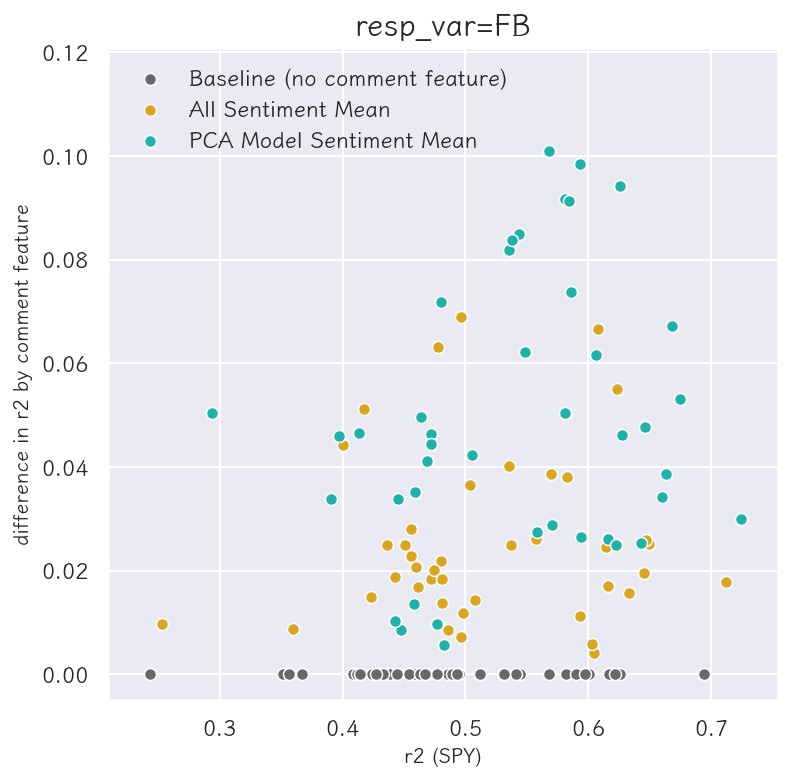 resp_var=FB
0.12
Baseline (no comment feature)
All Sentiment Mean
PCA Model Sentiment Mean
0.10
0.08
0.06
0.04
0.02
0.00
difference in r2 by comment feature
0.3 0.4 0.5 0.6 0.7
r2 (SPY)